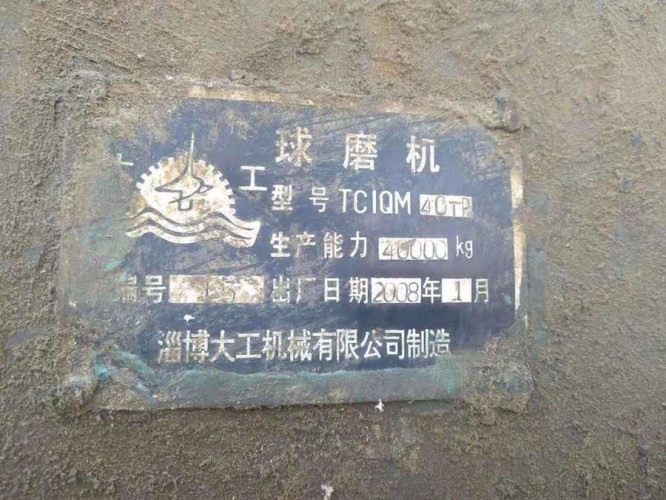 球磨机
工 型号 TCIQM 40TP
生产能力 40000 kg
编号 出厂日期 2008年1月
淄博大工机械有限公司制造